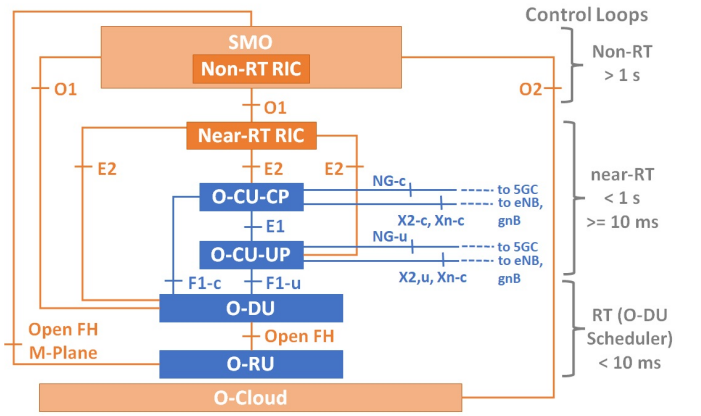 Control Loops
SMO
Non-RT RIC
Non-RT
> 1 s
O1
O2
O1
Near-RT RIC
E2
E2
E2
near-RT
< 1 s
>= 10 ms
O-CU-CP
NG-c
to 5GC
to eNB,
gnB
X2-c, Xn-c
E1
O-CU-UP
NG-u
to 5GC
to eNB,
gnB
X2,u, Xn-c
F1-c
F1-u
O-DU
RT (O-DU
Scheduler)
< 10 ms
Open FH
M-Plane
Open FH
O-RU
O-Cloud